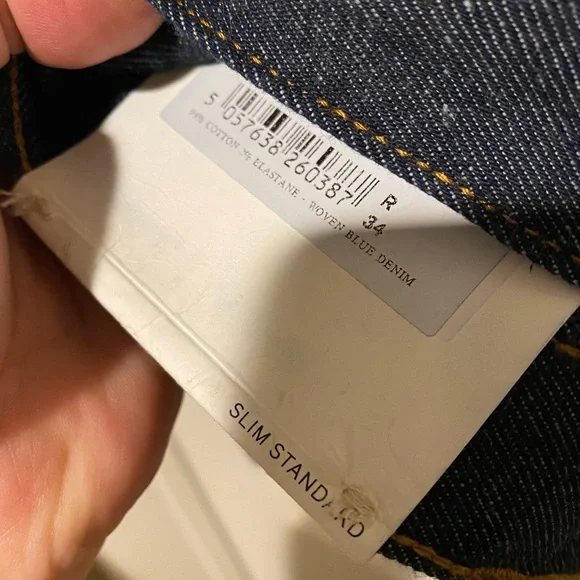 5 057638 260387
R
34
99% COTTON 1% ELASTANE - WOVEN BLUE DENIM
SLIM STANDARD